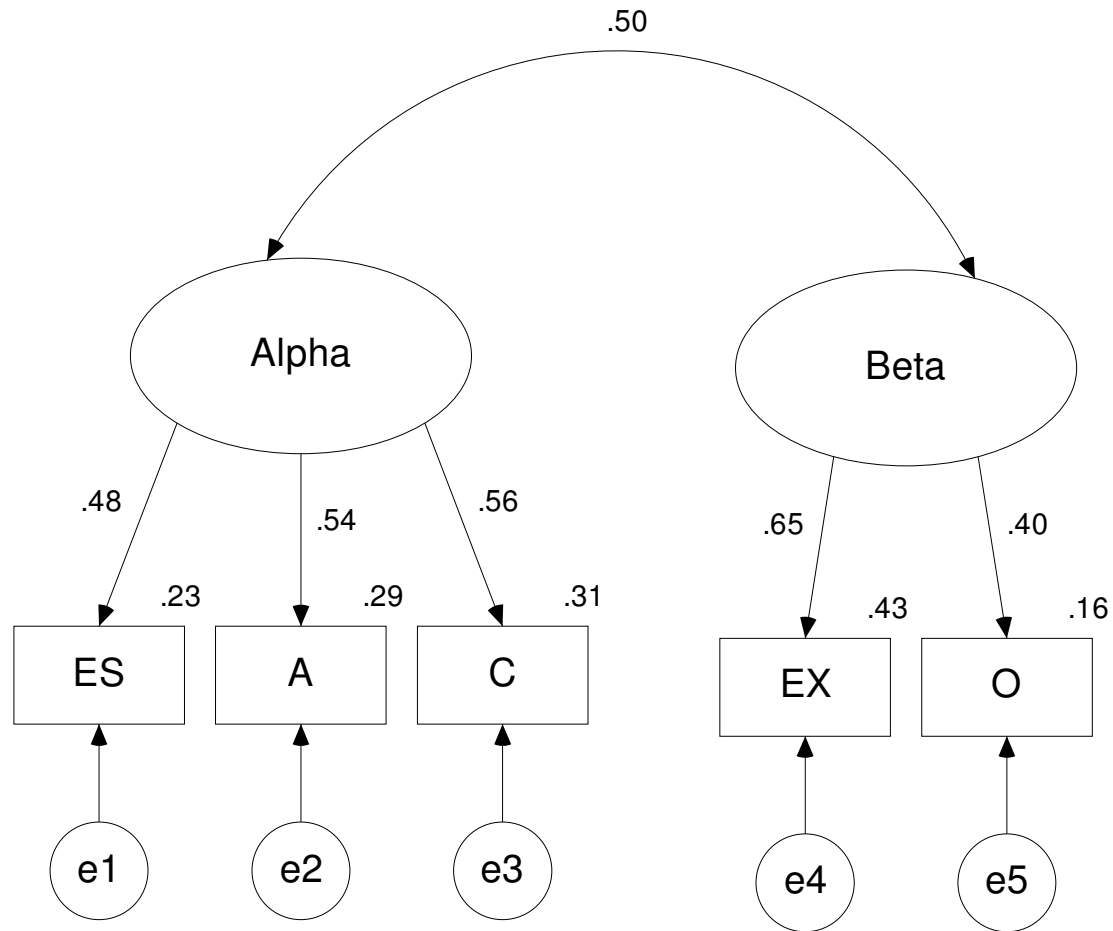 .50
Alpha
Beta
.48
.54
.56
.65
.40
.23
.29
.31
.43
.16
ES
A
C
EX
O
e1
e2
e3
e4
e5